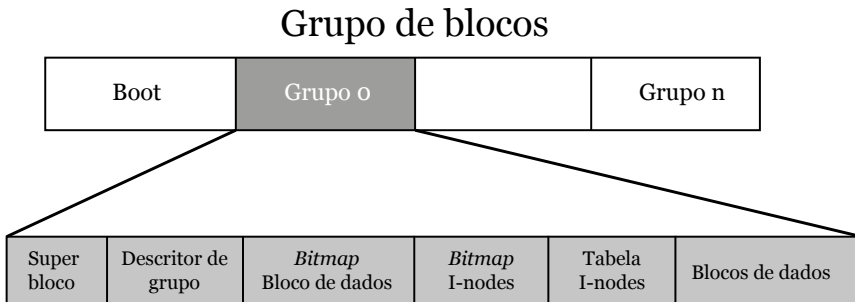 Grupo de blocos
Boot
Grupo 0
Grupo n
Super
bloco
Descritor de
grupo
Bitmap
Bloco de dados
Bitmap
I-nodes
Tabela
I-nodes
Blocos de dados